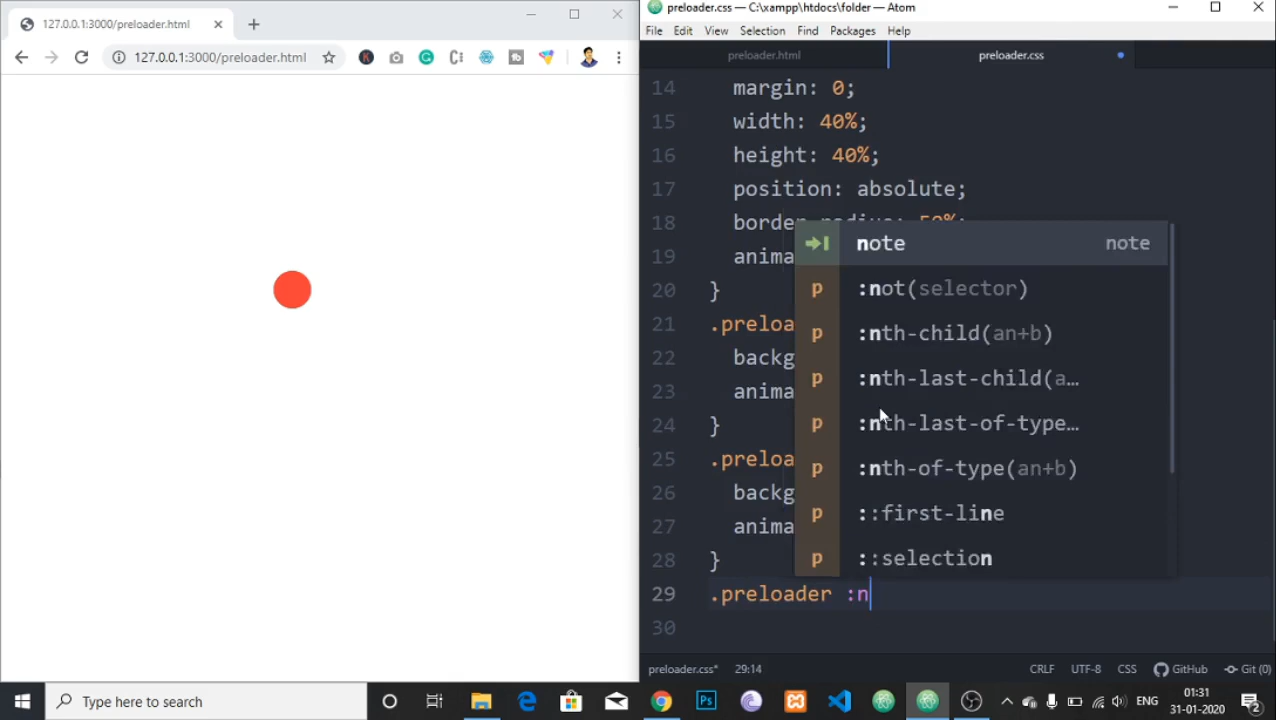 127.0.0.1:3000/preloader.html
127.0.0.1:3000/preloader.html
preloader.css — C:\xampp\htdocs\folder — Atom
File Edit View Selection Find Packages Help
preloader.html preloader.css
14 margin: 0;
15 width: 40%;
16 height: 40%;
17 position: absolute;
18 border-radius: 50%;
19 anima
20 }
21 .preloa
22 backg
23 anima
24 }
25 .preloa
26 backg
27 anima
28 }
29 .preloader :n
30
note note
p :not(selector)
p :nth-child(an+b)
p :nth-last-child(a…
p :nth-last-of-type…
p :nth-of-type(an+b)
p ::first-line
p ::selection
preloader.css* 29:14 CRLF UTF-8 CSS GitHub Git (0)
Type here to search
Ps
ENG
01:31
31-01-2020
2